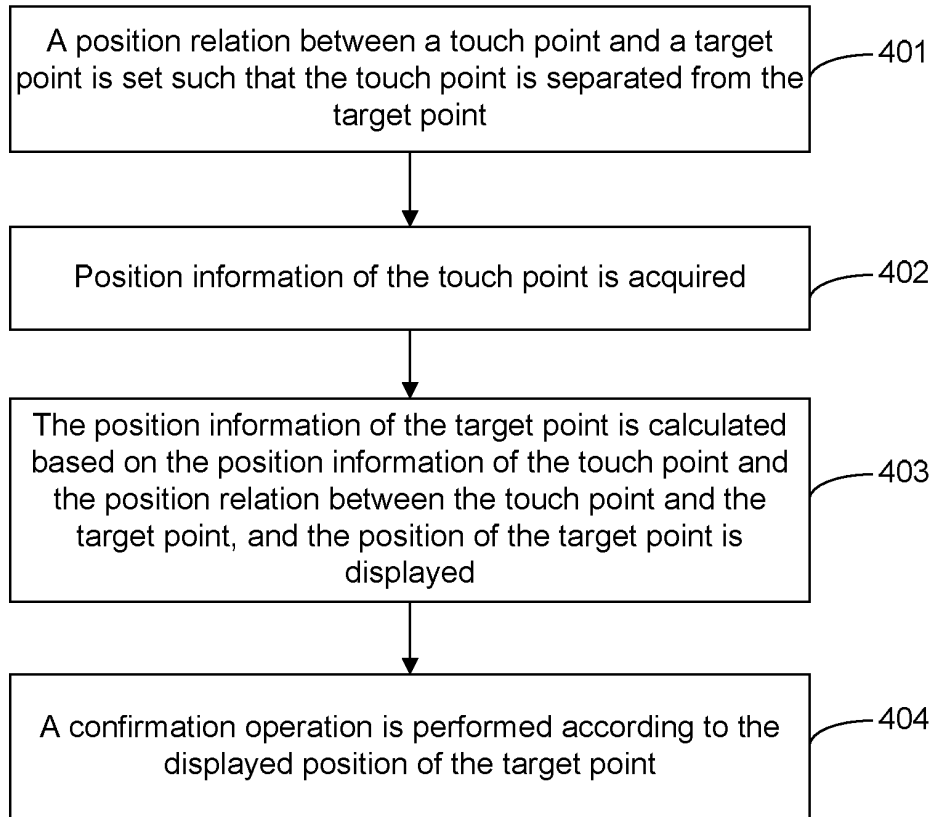 A position relation between a touch point and a target
point is set such that the touch point is separated from the
target point
401
Position information of the touch point is acquired
402
The position information of the target point is calculated
based on the position information of the touch point and
the position relation between the touch point and the
target point, and the position of the target point is
displayed
403
A confirmation operation is performed according to the
displayed position of the target point
404